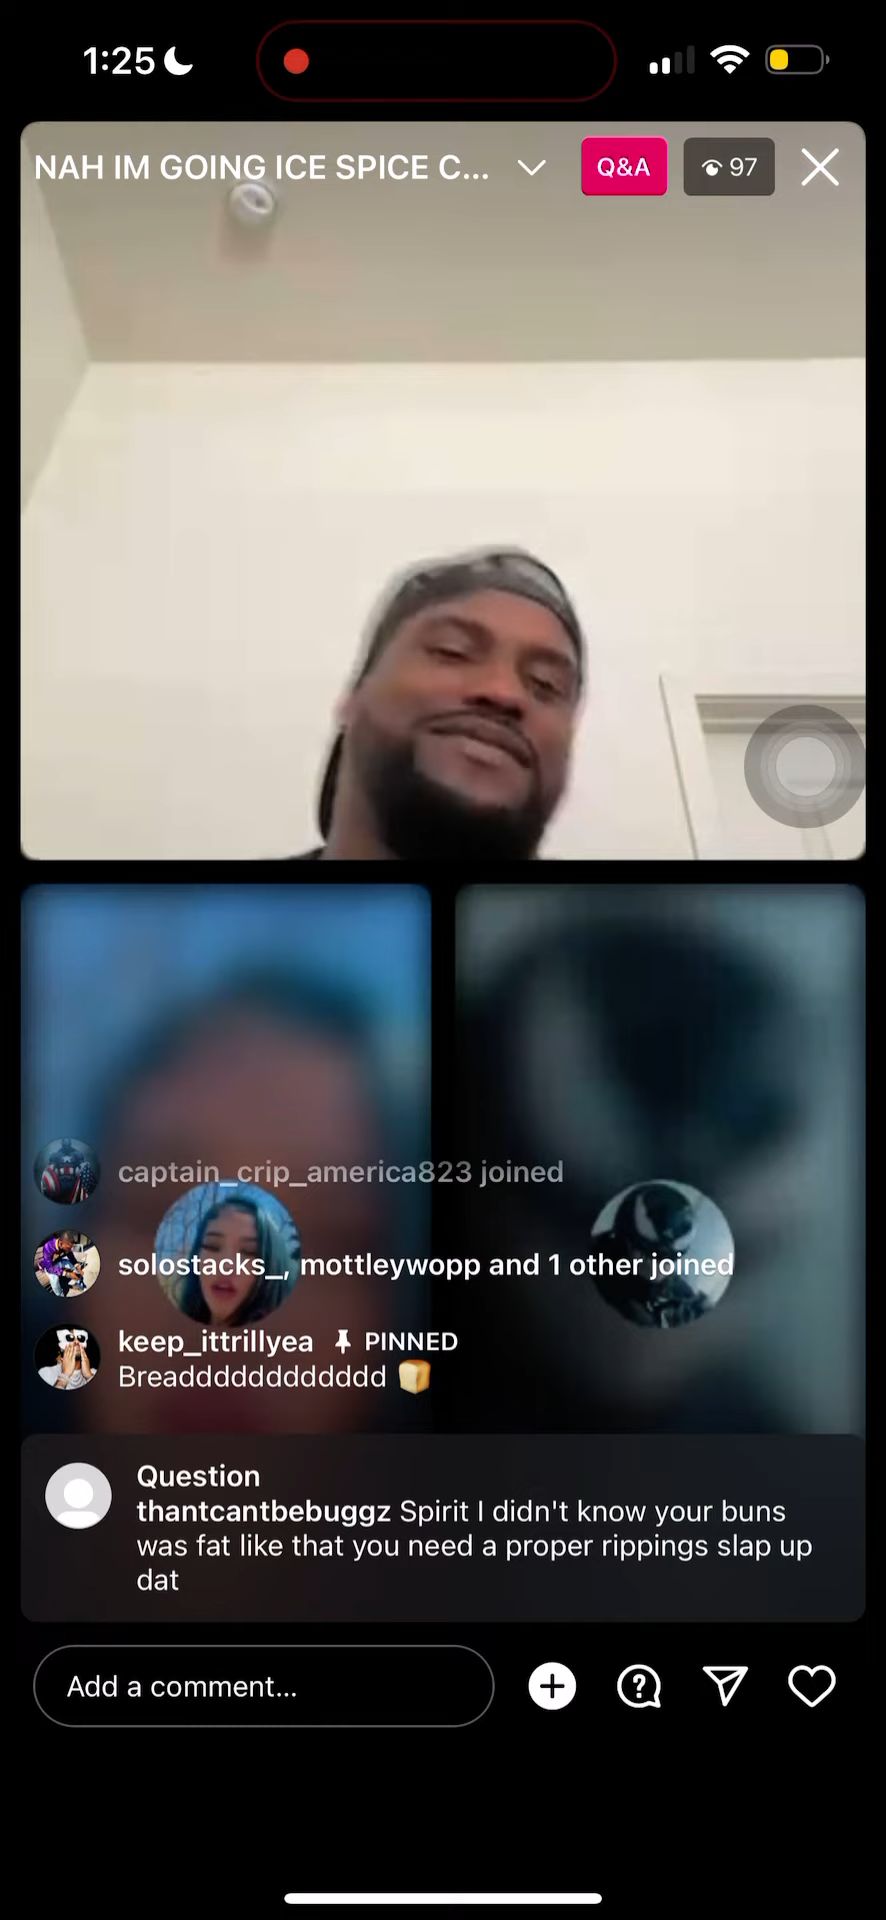 1:25
NAH IM GOING ICE SPICE C...
Q&A
97
captain_crip_america823 joined
solostacks_, mottleywopp and 1 other joined
keep_ittrillyea PINNED
Breaddddddddddd 🍞
Question
thantcantbebuggz Spirit I didn't know your buns
was fat like that you need a proper rippings slap up
dat
Add a comment...